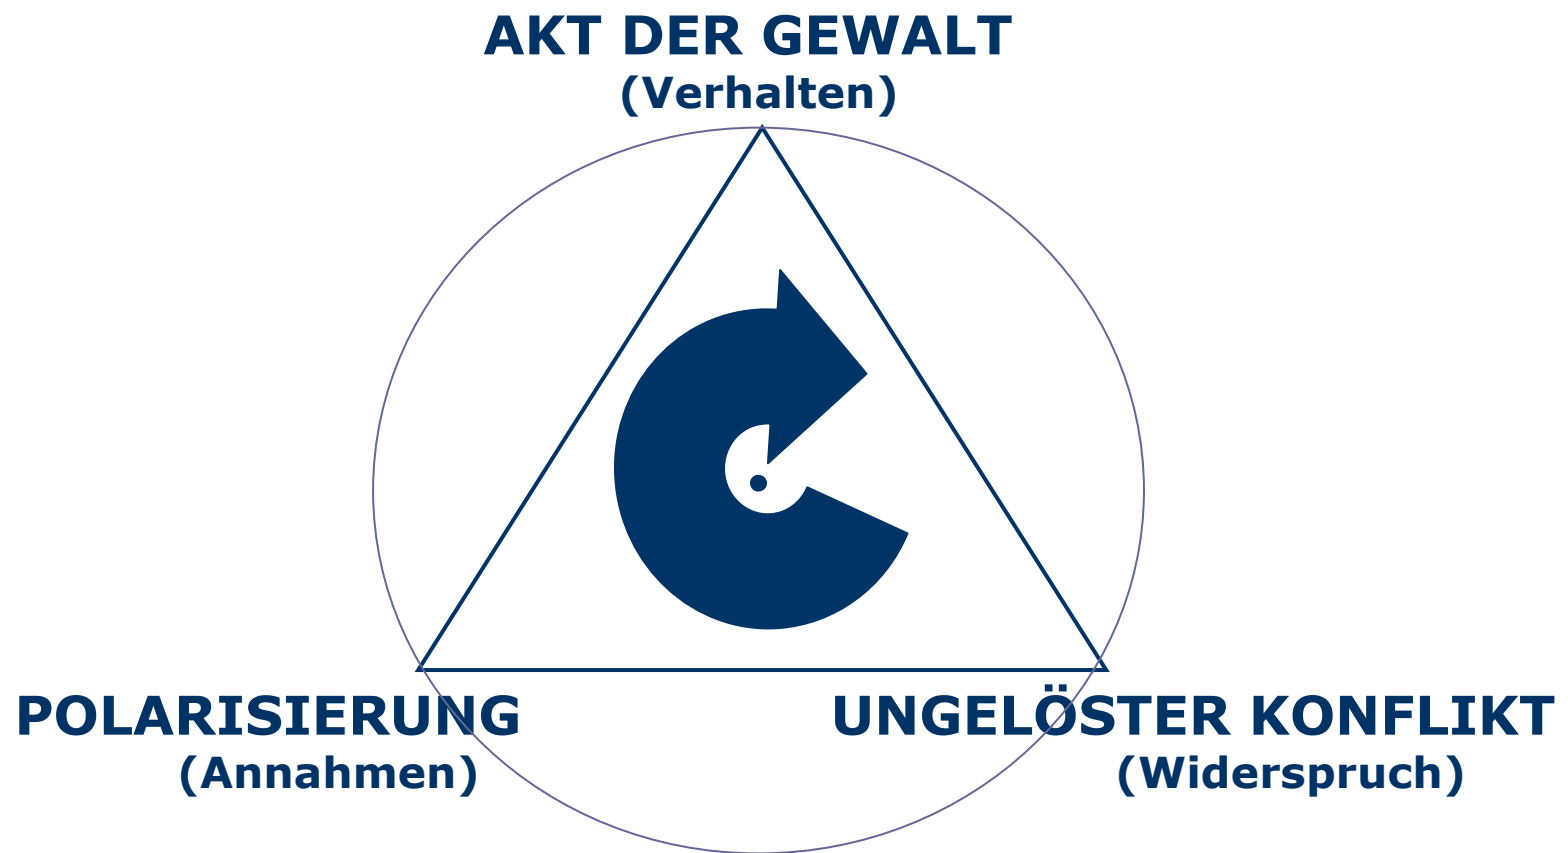 AKT DER GEWALT
(Verhalten)
POLARISIERUNG
(Annahmen)
UNGELÖSTER KONFLIKT
(Widerspruch)